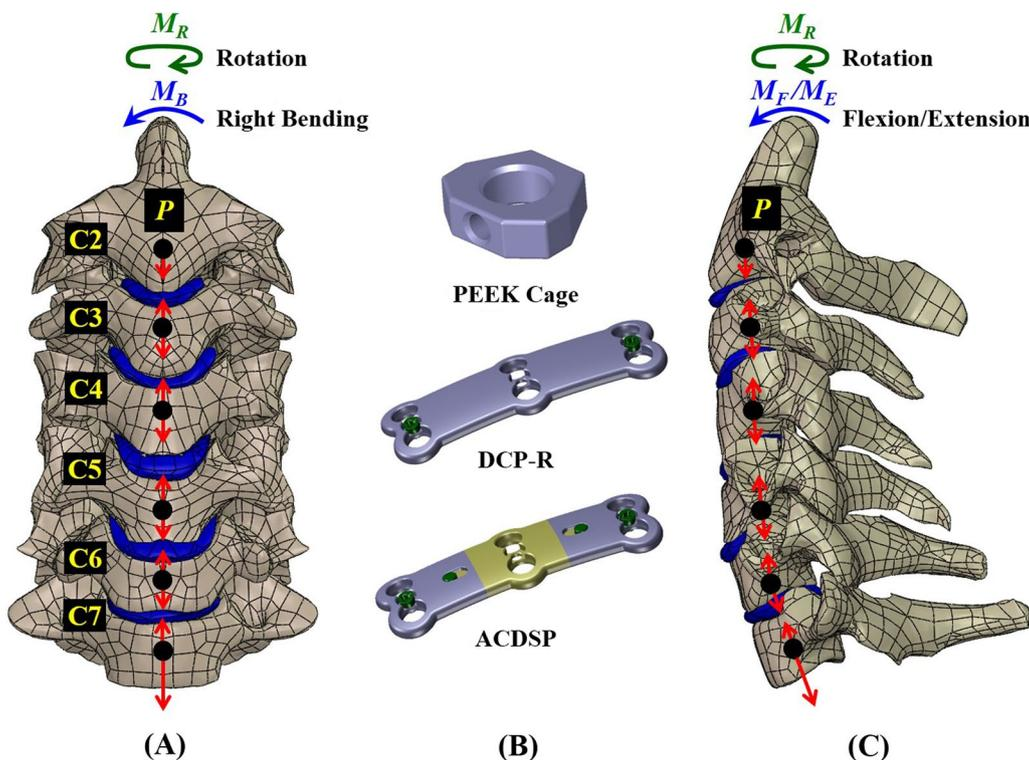 M_R
Rotation
M_B
Right Bending
P
C2
C3
C4
C5
C6
C7
(A)
PEEK Cage
DCP-R
ACDSP
(B)
M_R
Rotation
M_F/M_E
Flexion/Extension
P
(C)